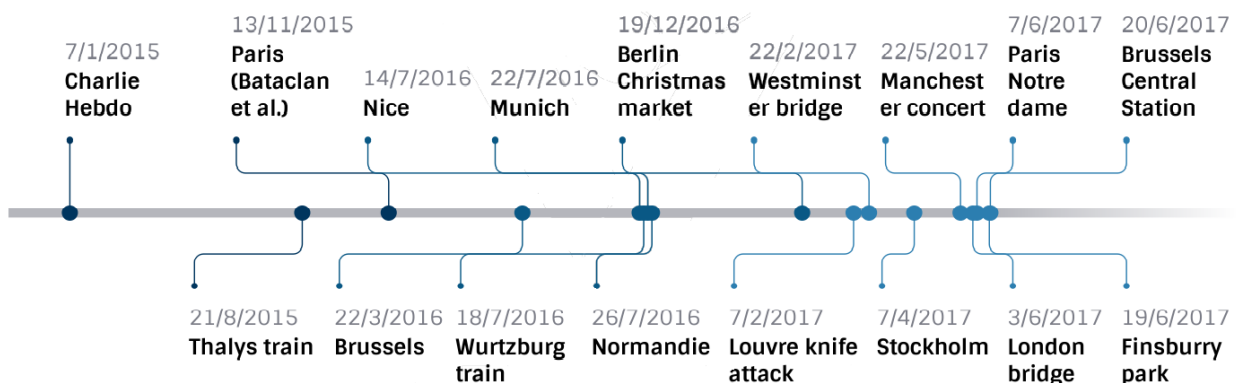 7/1/2015
Charlie
Hebdo
13/11/2015
Paris
(Bataclan
et al.)
14/7/2016
Nice
22/7/2016
Munich
19/12/2016
Berlin
Christmas
market
22/2/2017
Westminst
er bridge
22/5/2017
Manchest
er concert
7/6/2017
Paris
Notre
dame
20/6/2017
Brussels
Central
Station
21/8/2015
Thalys train
22/3/2016
Brussels
18/7/2016
Wurtzburg
train
26/7/2016
Normandie
7/2/2017
Louvre knife
attack
7/4/2017
Stockholm
3/6/2017
London
bridge
19/6/2017
Finsburry
park